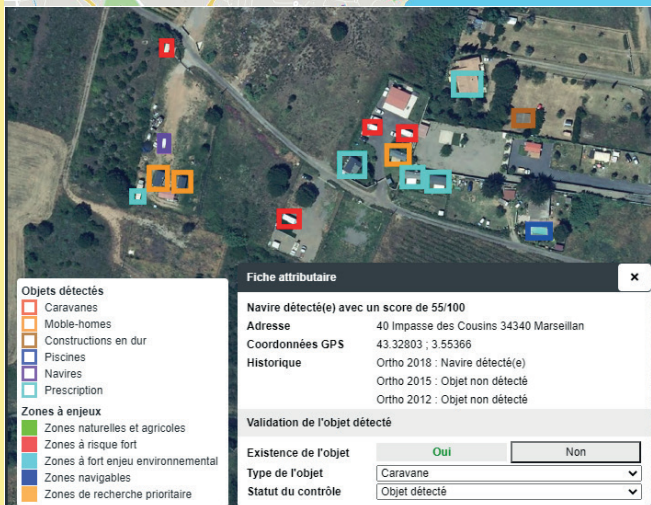 Objets détectés
Caravanes
Moble-homes
Constructions en dur
Piscines
Navires
Prescription
Zones à enjeux
Zones naturelles et agricoles
Zones à risque fort
Zones à fort enjeu environnemental
Zones navigables
Zones de recherche prioritaire
Fiche attributaire
×
Navire détecté(e) avec un score de 55/100
Adresse 40 Impasse des Cousins 34340 Marseillan
Coordonnées GPS 43.32803 ; 3.55366
Historique Ortho 2018 : Navire détecté(e)
Ortho 2015 : Objet non détecté
Ortho 2012 : Objet non détecté
Validation de l'objet détecté
Existence de l'objet Oui Non
Type de l'objet Caravane
Statut du contrôle Objet détecté